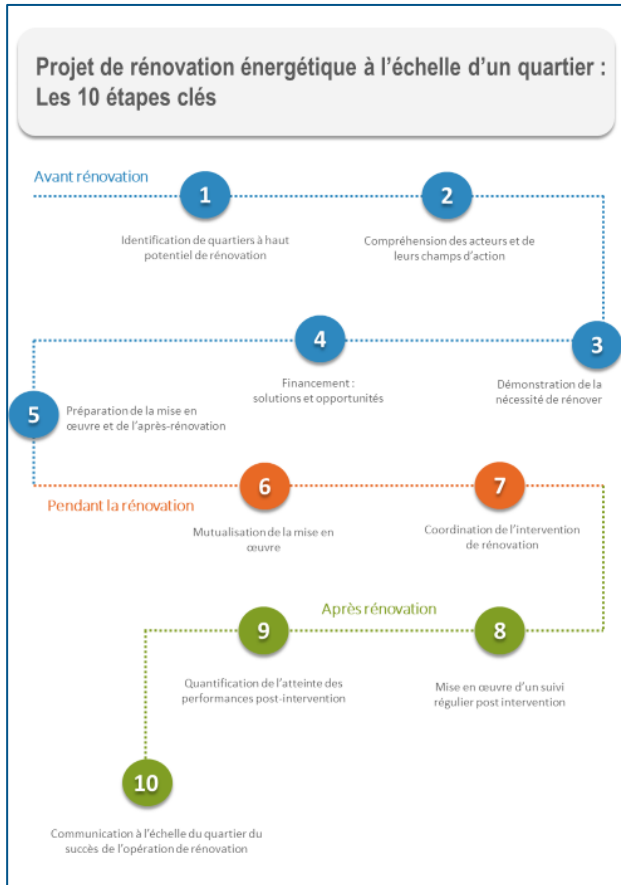 Projet de rénovation énergétique à l’échelle d’un quartier :
Les 10 étapes clés
Avant rénovation
1
Identification de quartiers à haut
potentiel de rénovation
2
Compréhension des acteurs et de
leurs champs d’action
3
Démonstration de la
nécessité de rénover
4
Financement :
solutions et opportunités
5
Préparation de la mise en
œuvre et de l’après-rénovation
Pendant la rénovation
6
Mutualisation de la mise en
œuvre
7
Coordination de l’intervention
de rénovation
Après rénovation
8
Mise en œuvre d’un suivi
régulier post intervention
9
Quantification de l’atteinte des
performances post-intervention
10
Communication à l’échelle du quartier du
succès de l’opération de rénovation